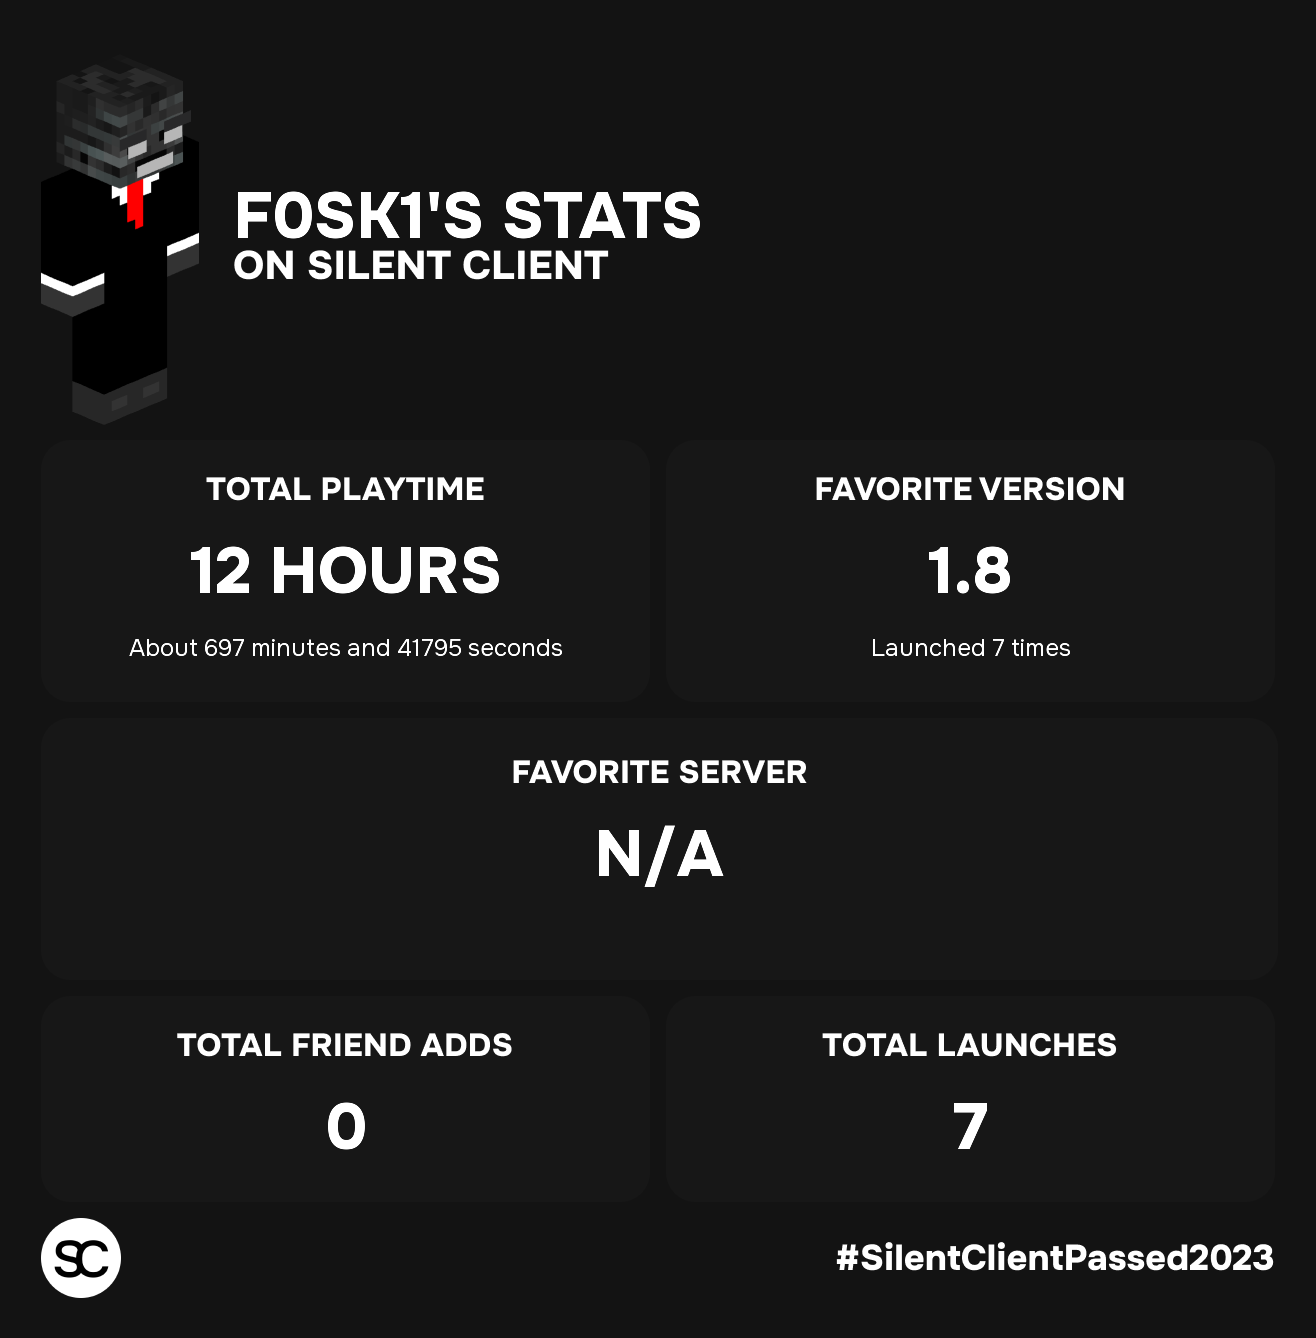 F0SK1'S STATS
ON SILENT CLIENT
TOTAL PLAYTIME
12 HOURS
About 697 minutes and 41795 seconds
FAVORITE VERSION
1.8
Launched 7 times
FAVORITE SERVER
N/A
TOTAL FRIEND ADDS
0
TOTAL LAUNCHES
7
SC
#SilentClientPassed2023